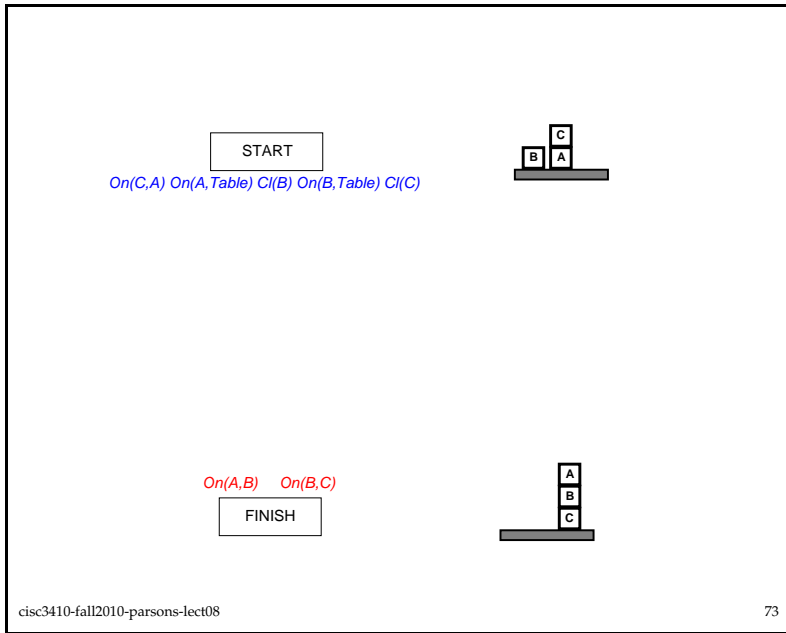 START
On(C,A) On(A,Table) Cl(B) On(B,Table) Cl(C)
C
B A
On(A,B) On(B,C)
FINISH
A
B
C
cisc3410-fall2010-parsons-lect08 73